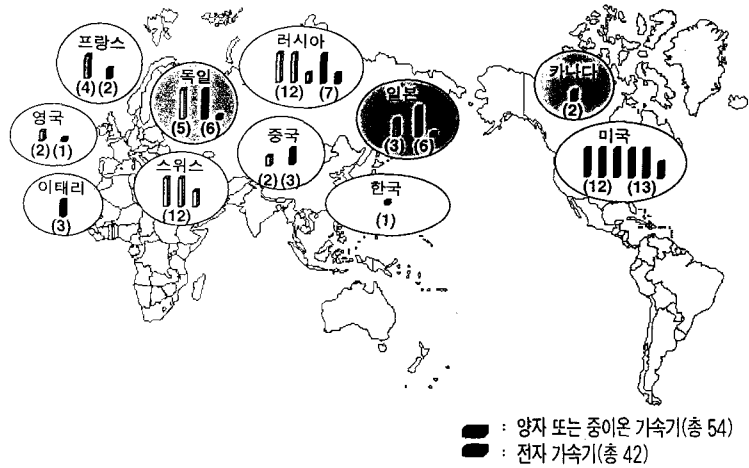 프랑스
(4) (2)
독일
(5) (6)
러시아
(12) (7)
일본
(3) (6)
카나다
(2)
영국
(2) (1)
스위스
(12)
중국
(2) (3)
미국
(12) (13)
이태리
(3)
한국
(1)
: 양자 또는 중이온 가속기(총 54)
: 전자 가속기(총 42)